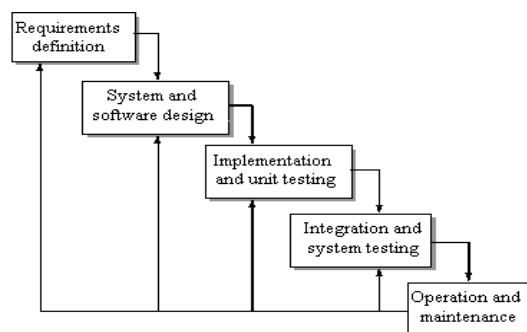 Requirements
definition
System and
software design
Implementation
and unit testing
Integration and
system testing
Operation and
maintenance